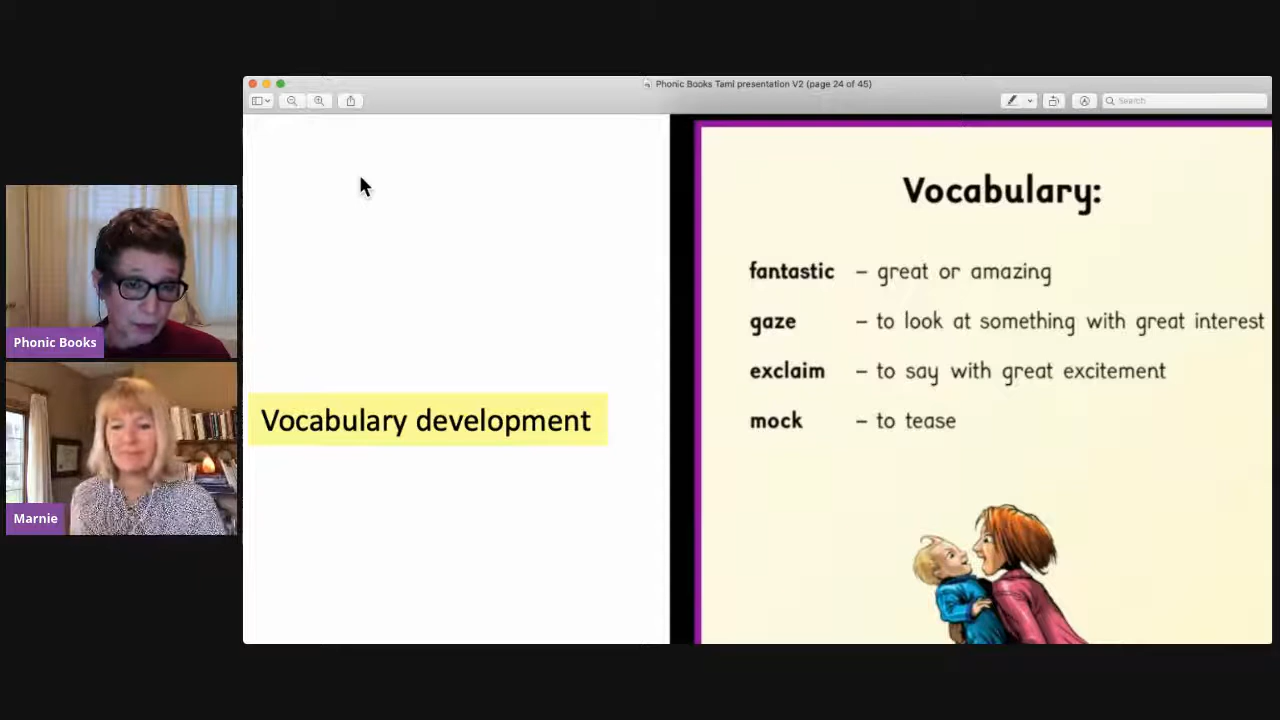 Phonic Books Tami presentation V2 (page 24 of 45)
Search
Vocabulary:
fantastic – great or amazing
gaze – to look at something with great interest
exclaim – to say with great excitement
mock – to tease
Vocabulary development
Phonic Books
Marnie